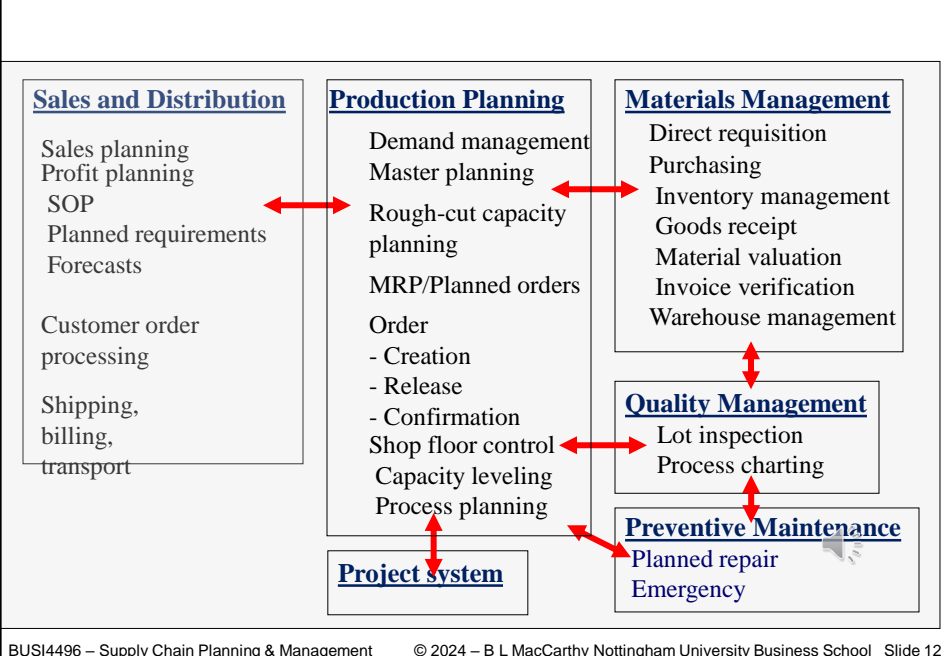 Sales and Distribution
Sales planning
Profit planning
SOP
Planned requirements
Forecasts
Customer order
processing
Shipping,
billing,
transport
Production Planning
Demand management
Master planning
Rough-cut capacity
planning
MRP/Planned orders
Order
- Creation
- Release
- Confirmation
Shop floor control
Capacity leveling
Process planning
Project system
Materials Management
Direct requisition
Purchasing
Inventory management
Goods receipt
Material valuation
Invoice verification
Warehouse management
Quality Management
Lot inspection
Process charting
Preventive Maintenance
Planned repair
Emergency
BUSI4496 – Supply Chain Planning & Management © 2024 – B L MacCarthy Nottingham University Business School Slide 12